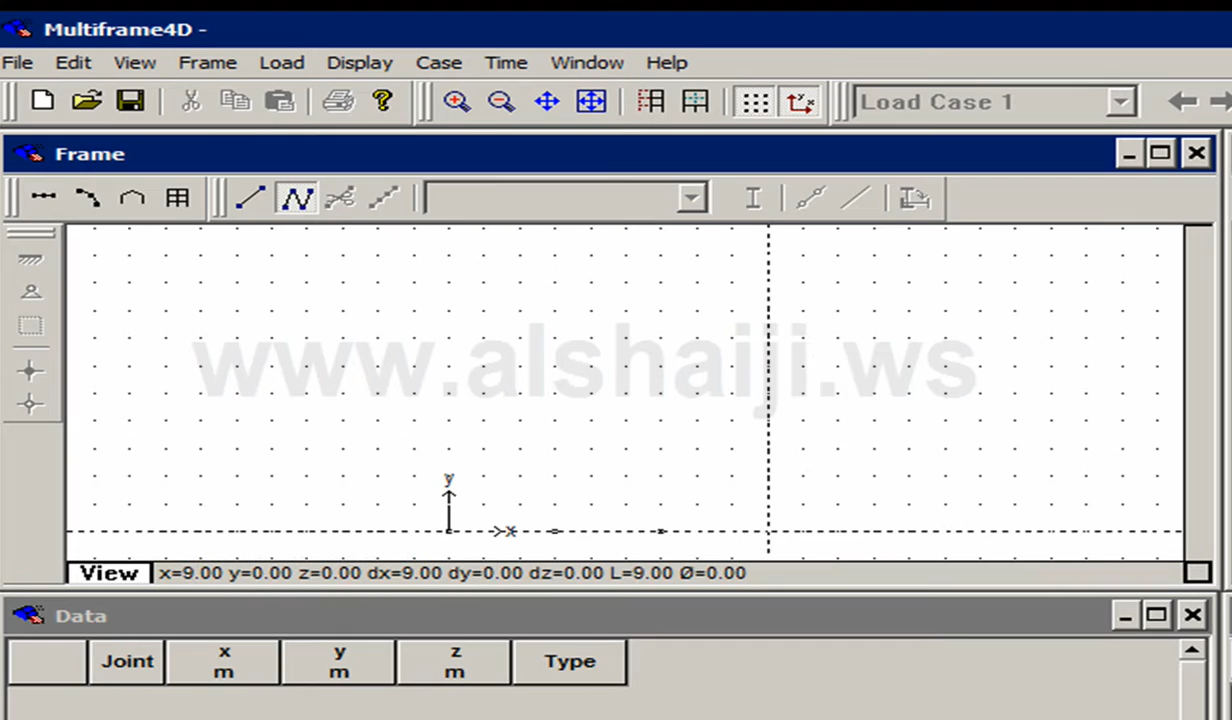 Multiframe4D -
File Edit View Frame Load Display Case Time Window Help
Load Case 1
Frame
www.alshaiji.ws
y
x
View x=9.00 y=0.00 z=0.00 dx=9.00 dy=0.00 dz=0.00 L=9.00 Ø=0.00
Data
Joint x m y m z m Type